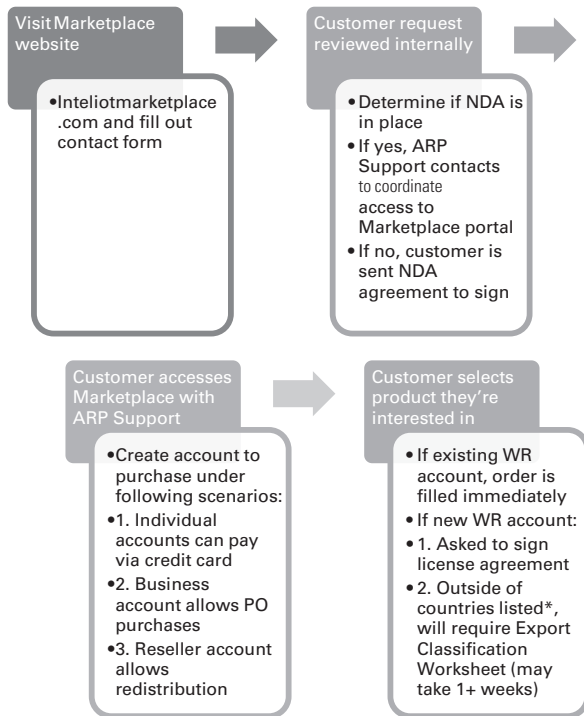 Visit Marketplace
website
•Inteliotmarketplace
.com and fill out
contact form
Customer request
reviewed internally
• Determine if NDA is
in place
• If yes, ARP
Support contacts
to coordinate
access to
Marketplace portal
• If no, customer is
sent NDA
agreement to sign
Customer accesses
Marketplace with
ARP Support
•Create account to
purchase under
following scenarios:
•1. Individual
accounts can pay
via credit card
•2. Business
account allows PO
purchases
•3. Reseller account
allows
redistribution
Customer selects
product they're
interested in
• If existing WR
account, order is
filled immediately
• If new WR account:
• 1. Asked to sign
license agreement
• 2. Outside of
countries listed*,
will require Export
Classification
Worksheet (may
take 1+ weeks)